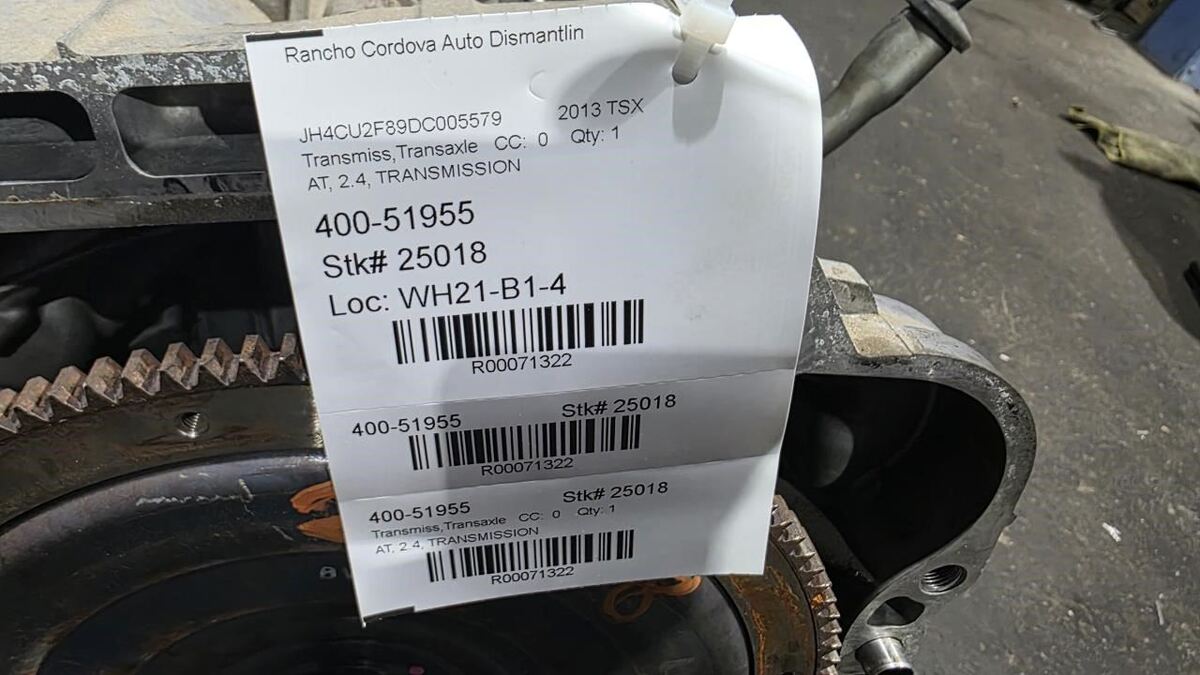 Rancho Cordova Auto Dismantlin
JH4CU2F89DC005579 2013 TSX
Transmiss,Transaxle CC: 0 Qty: 1
AT, 2.4, TRANSMISSION
400-51955
Stk# 25018
Loc: WH21-B1-4
R00071322
400-51955 Stk# 25018
R00071322
400-51955 Stk# 25018
Transmiss,Transaxle CC: 0 Qty: 1
AT, 2.4, TRANSMISSION
R00071322